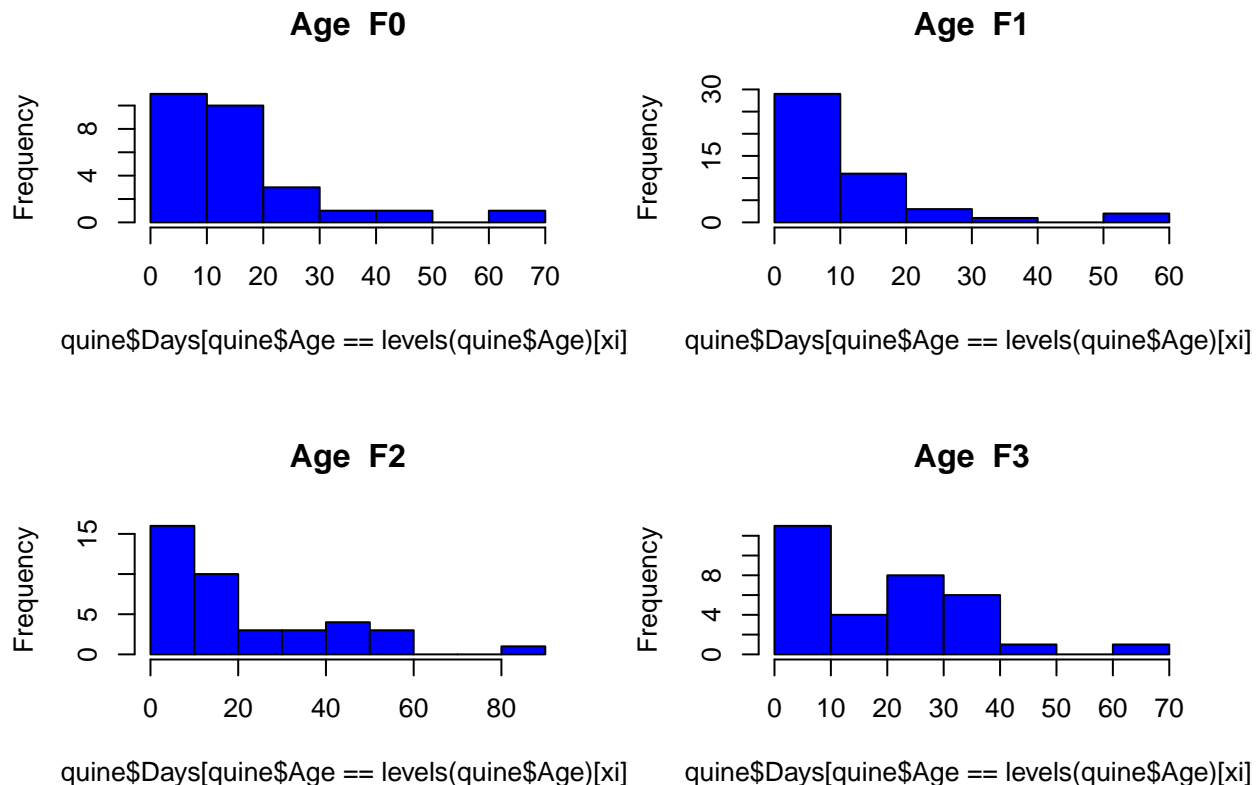 Age  F0
Frequency
0
4
8
0 10 20 30 40 50 60 70
quine$Days[quine$Age == levels(quine$Age)[xi]
Age  F1
Frequency
0
15
30
0 10 20 30 40 50 60
quine$Days[quine$Age == levels(quine$Age)[xi]
Age  F2
Frequency
0
5
15
0 20 40 60 80
quine$Days[quine$Age == levels(quine$Age)[xi]
Age  F3
Frequency
0
4
8
0 10 20 30 40 50 60 70
quine$Days[quine$Age == levels(quine$Age)[xi]